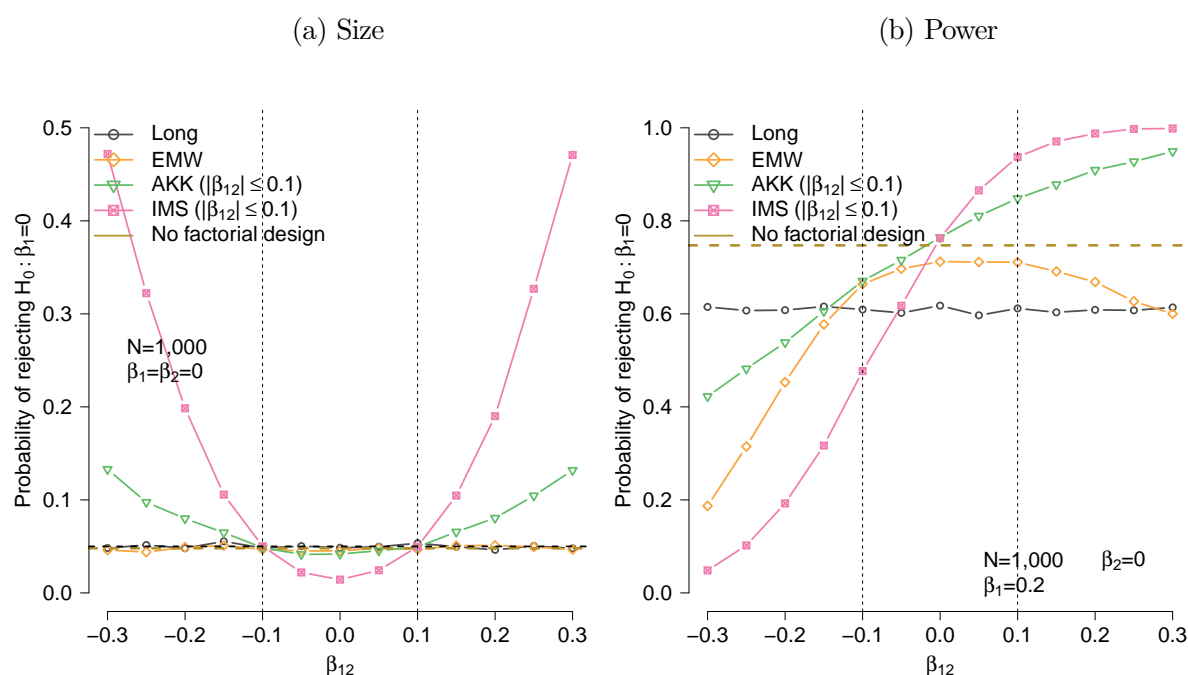 (a) Size
Probability of rejecting H₀ : β₁=0
0.5
0.4
0.3
0.2
0.1
0.0
Long
EMW
AKK (|β₁₂| ≤ 0.1)
IMS (|β₁₂| ≤ 0.1)
No factorial design
N=1,000
β₁=β₂=0
−0.3 −0.2 −0.1 0.0 0.1 0.2 0.3
β₁₂
(b) Power
Probability of rejecting H₀ : β₁=0
1.0
0.8
0.6
0.4
0.2
0.0
Long
EMW
AKK (|β₁₂| ≤ 0.1)
IMS (|β₁₂| ≤ 0.1)
No factorial design
N=1,000 β₂=0
β₁=0.2
−0.3 −0.2 −0.1 0.0 0.1 0.2 0.3
β₁₂